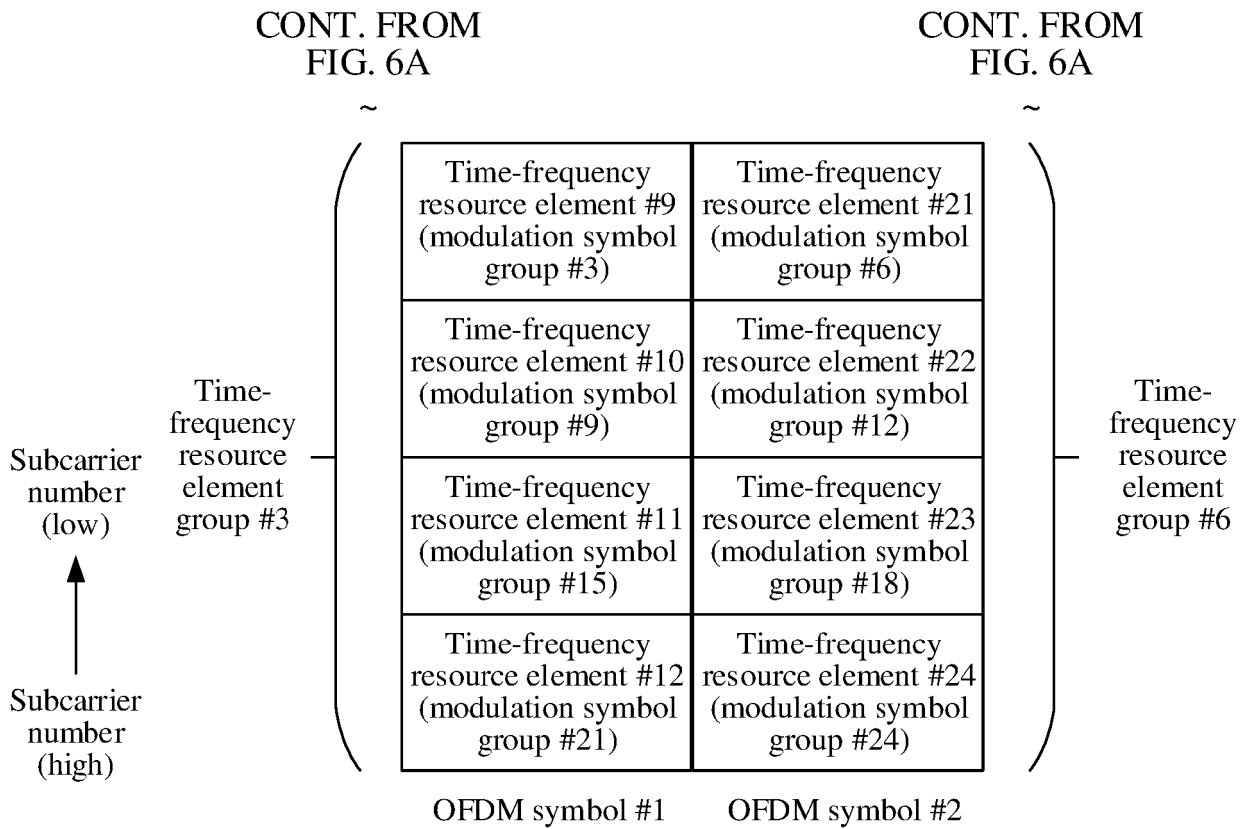 CONT. FROM
FIG. 6A
~
CONT. FROM
FIG. 6A
~
Subcarrier
number
(low)
Subcarrier
number
(high)
Time-
frequency
resource
element
group #3
Time-frequency
resource element #9
(modulation symbol
group #3)
Time-frequency
resource element #21
(modulation symbol
group #6)
Time-frequency
resource element #10
(modulation symbol
group #9)
Time-frequency
resource element #22
(modulation symbol
group #12)
Time-frequency
resource element #11
(modulation symbol
group #15)
Time-frequency
resource element #23
(modulation symbol
group #18)
Time-frequency
resource element #12
(modulation symbol
group #21)
Time-frequency
resource element #24
(modulation symbol
group #24)
Time-
frequency
resource
element
group #6
OFDM symbol #1
OFDM symbol #2